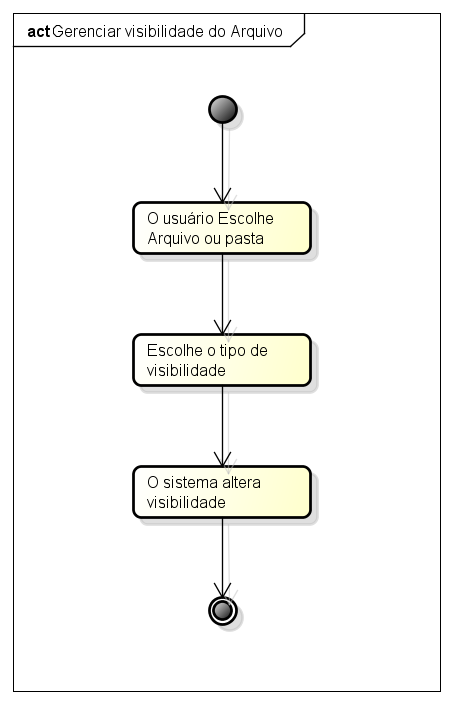 act Gerenciar visibilidade do Arquivo
O usuário Escolhe
Arquivo ou pasta
Escolhe o tipo de
visibilidade
O sistema altera
visibilidade